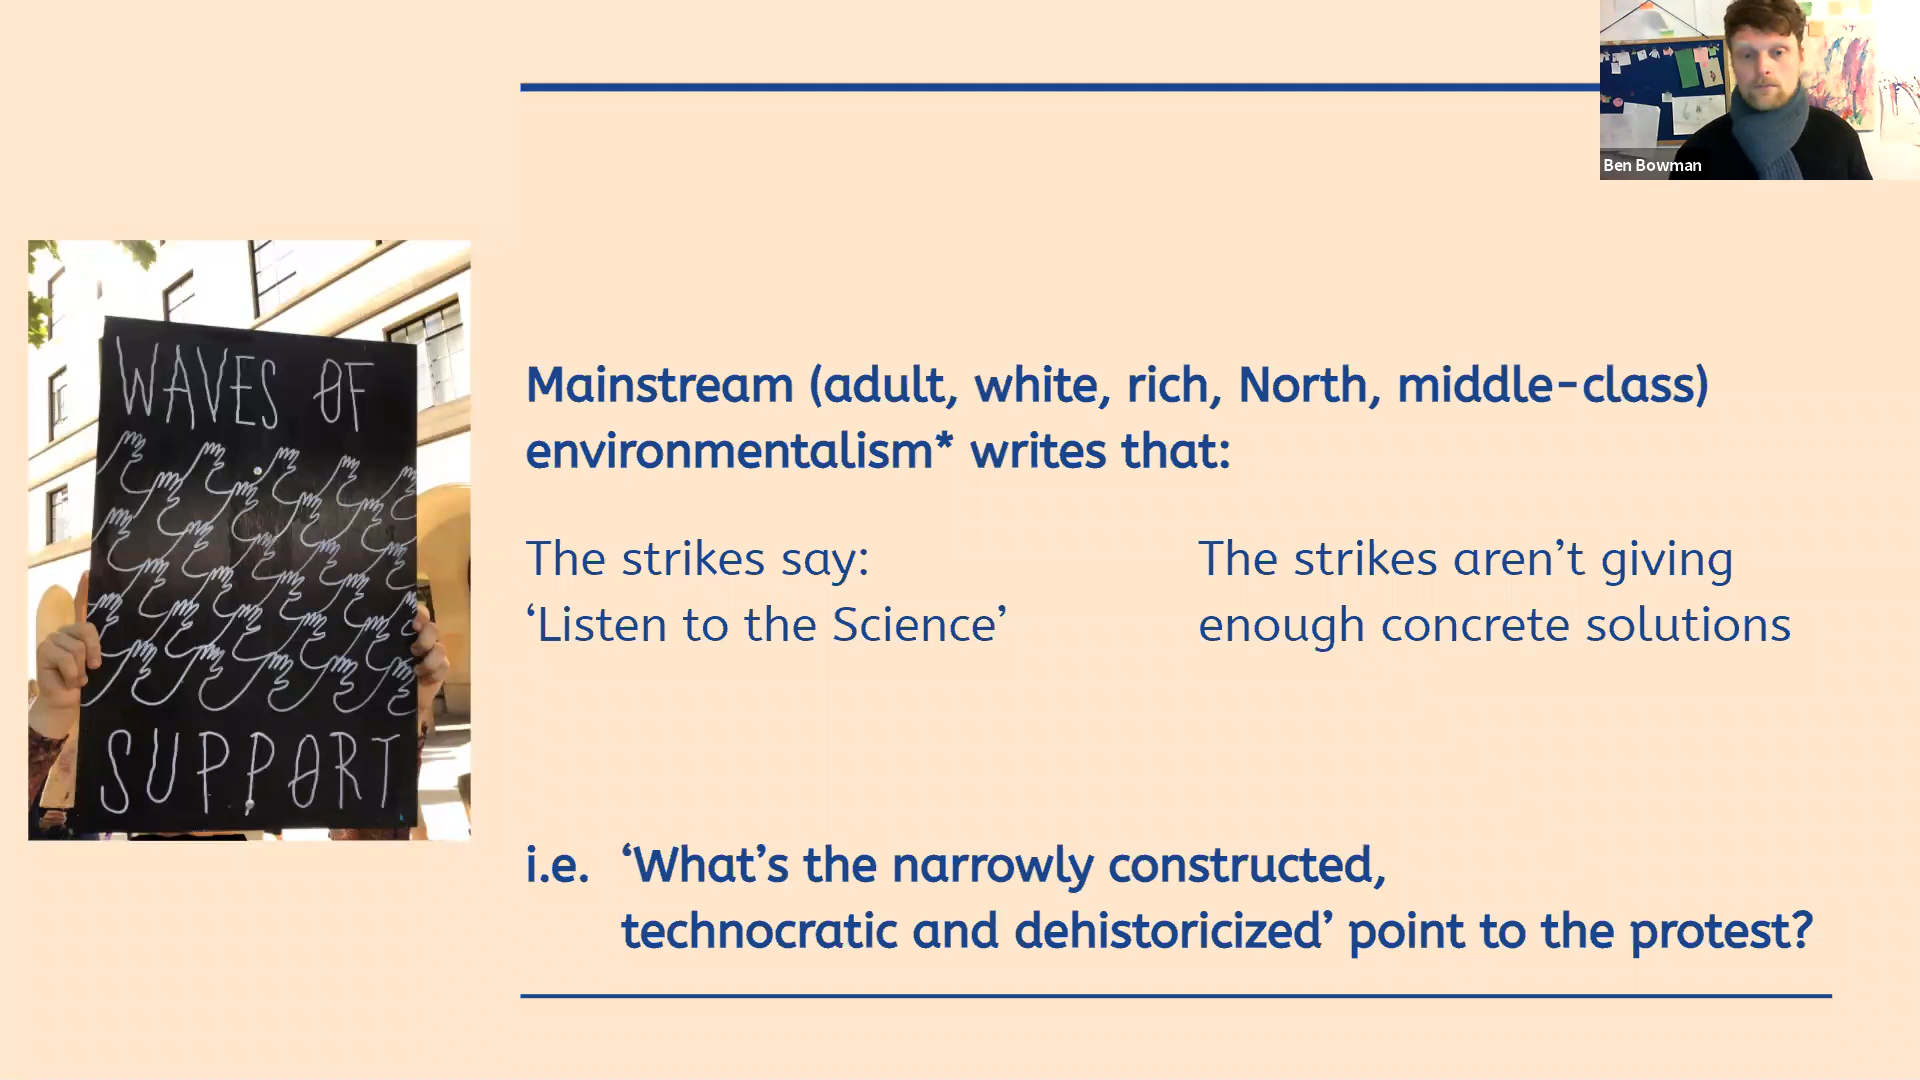 Ben Bowman
WAVES OF
SUPPORT
Mainstream (adult, white, rich, North, middle-class)
environmentalism* writes that:
The strikes say:
‘Listen to the Science’
The strikes aren’t giving
enough concrete solutions
i.e. ‘What’s the narrowly constructed,
technocratic and dehistoricized’ point to the protest?